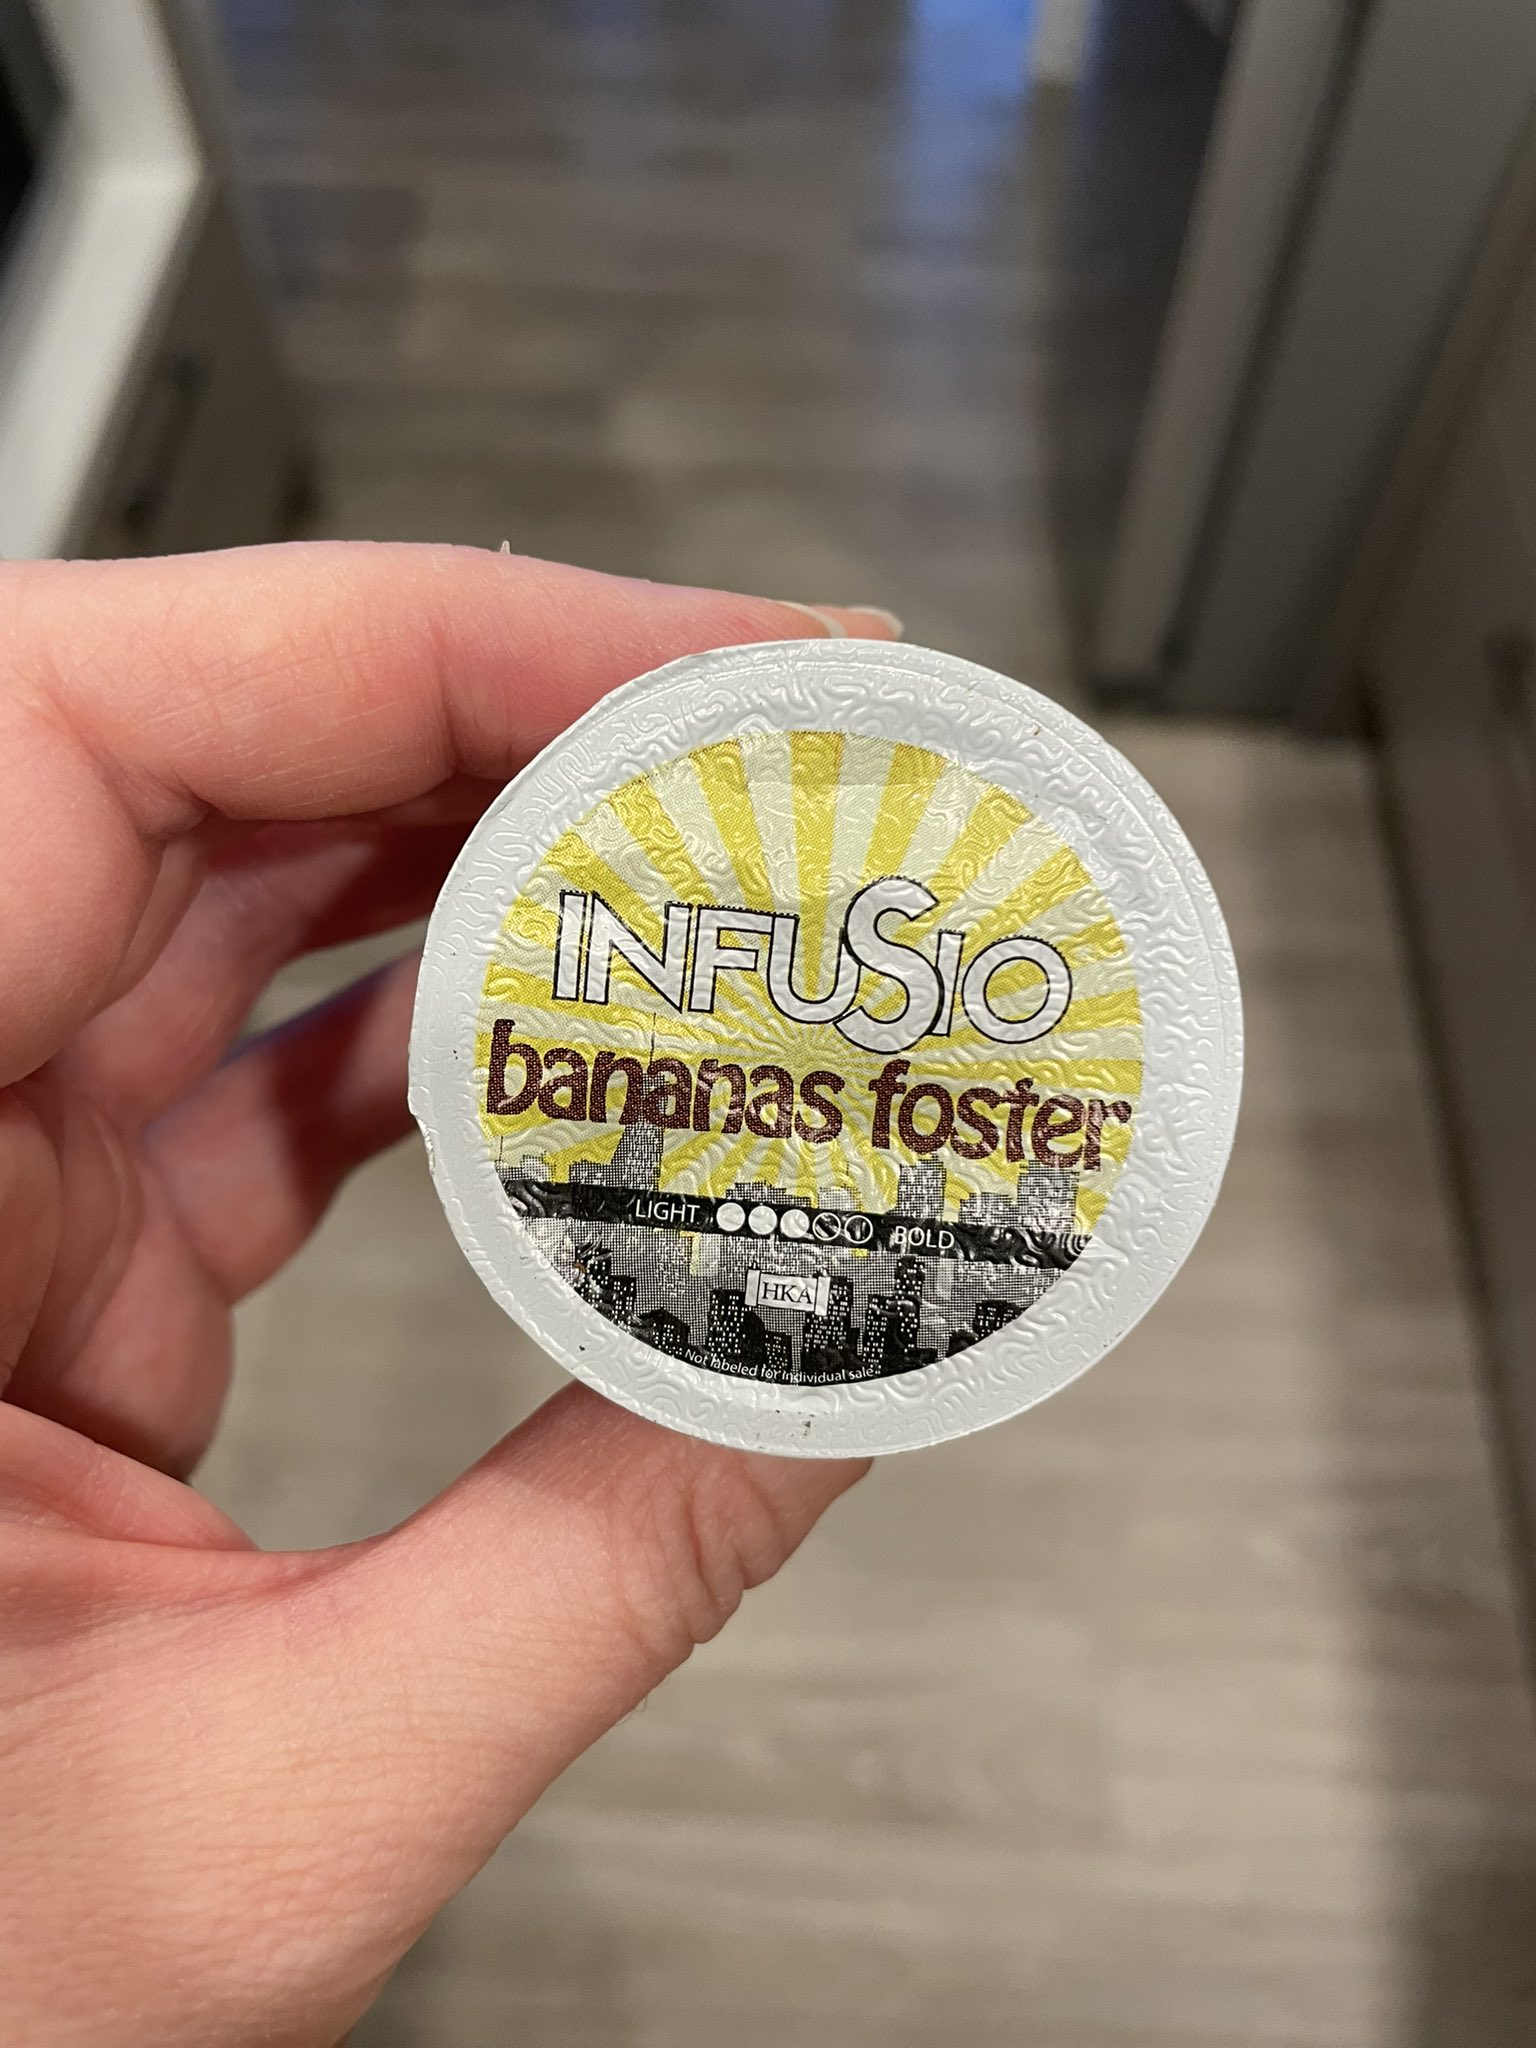 INFUSIO
bananas foster
LIGHT BOLD
HKA
Not labeled for individual sale.